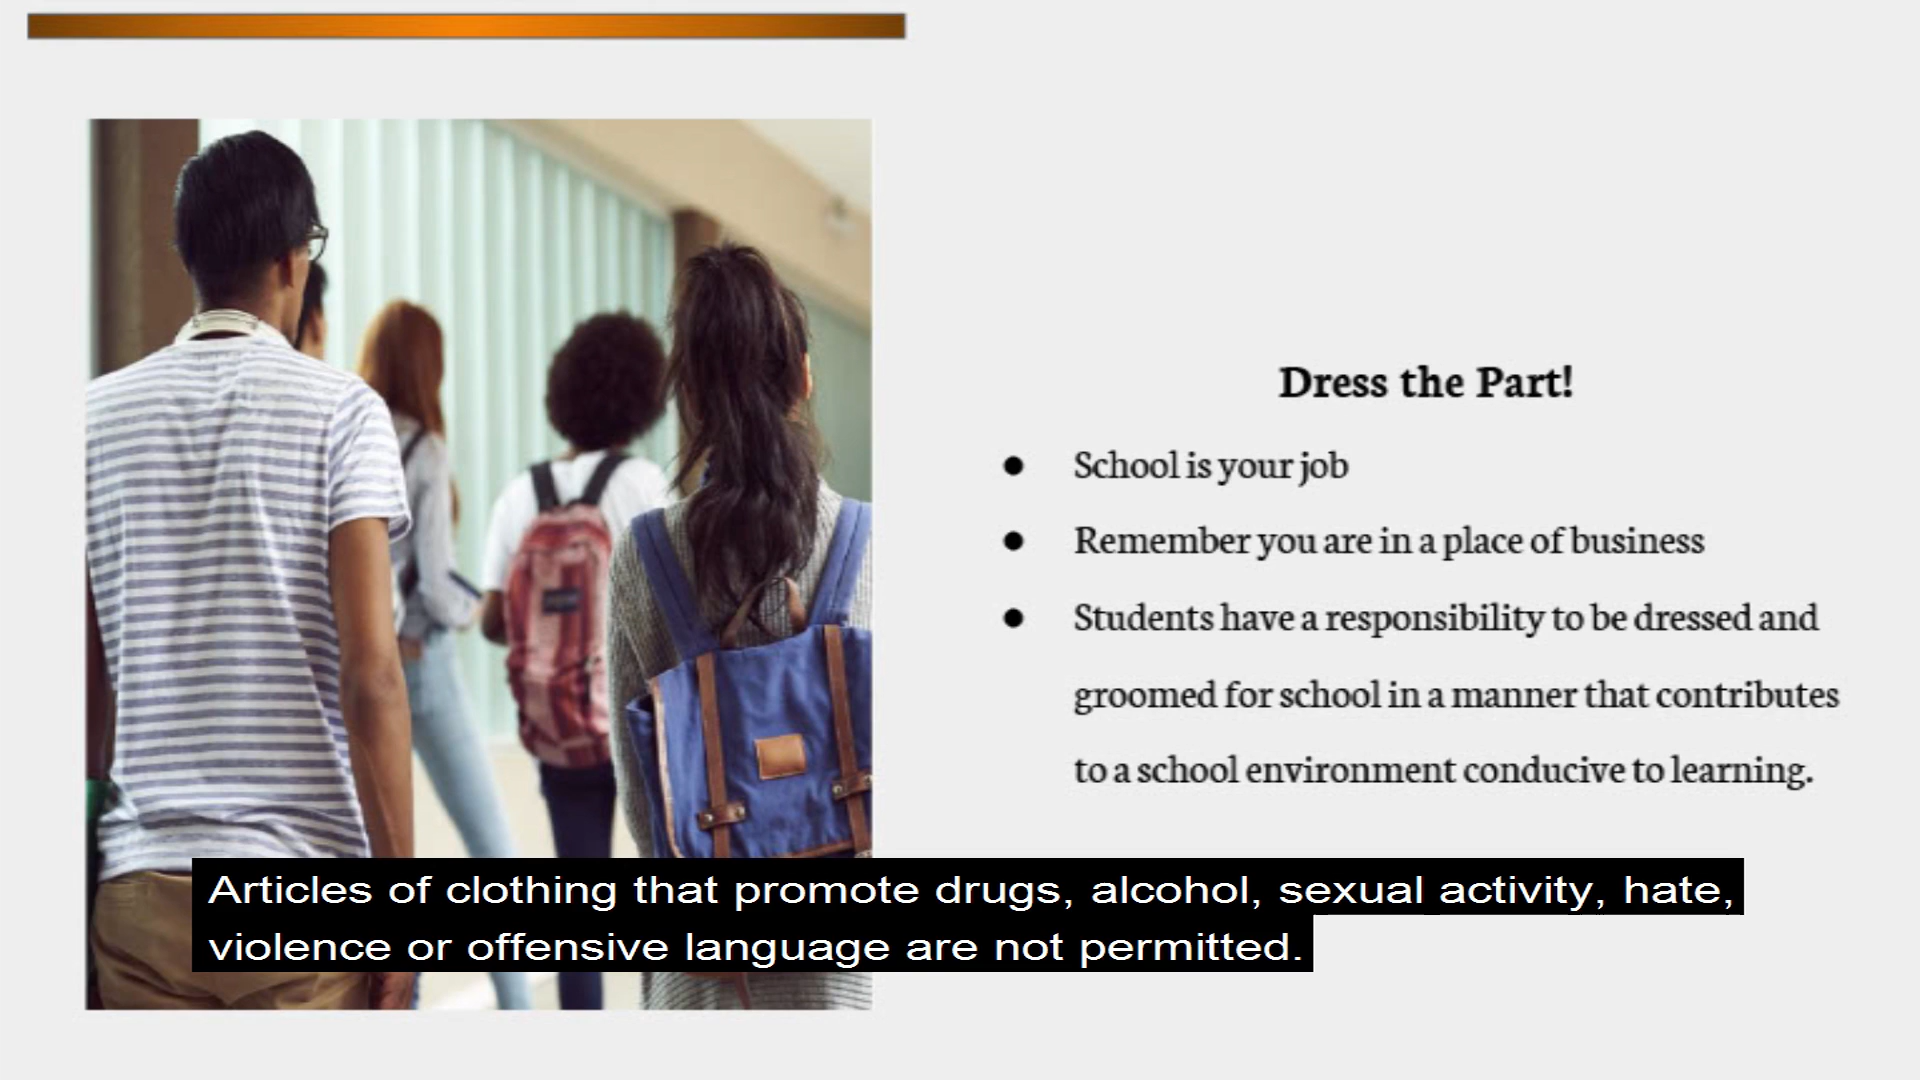 Dress the Part!
● School is your job
● Remember you are in a place of business
● Students have a responsibility to be dressed and
groomed for school in a manner that contributes
to a school environment conducive to learning.
Articles of clothing that promote drugs, alcohol, sexual activity, hate,
violence or offensive language are not permitted.